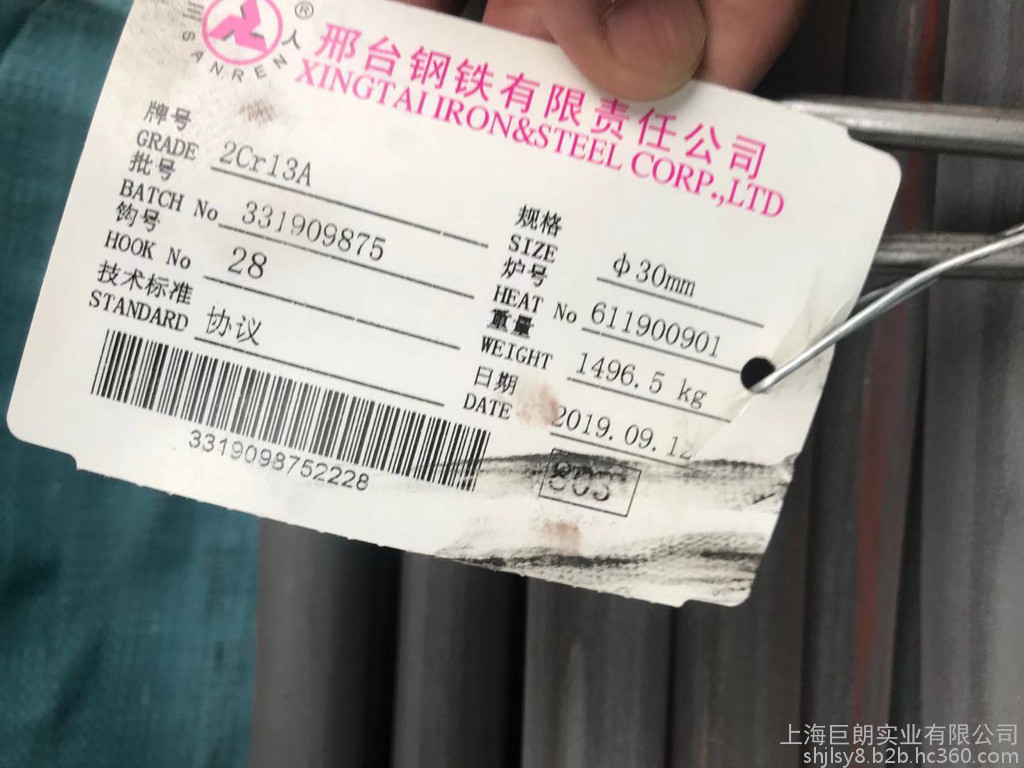 三 人 ®
SANREN
邢台钢铁有限责任公司
XINGTAI IRON&STEEL CORP.,LTD
牌号
GRADE 2Cr13A
批号
BATCH No 331909875
钩号
HOOK No 28
技术标准
STANDARD 协议
3319098752228
规格
SIZE φ30mm
炉号
HEAT No 611900901
重量
WEIGHT 1496.5 kg
日期
DATE 2019.09.12
803
上海巨朗实业有限公司
shjlsy8.b2b.hc360.com